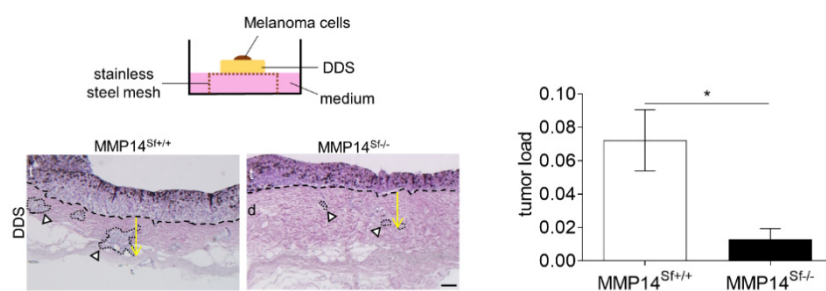 Melanoma cells
DDS
stainless
steel mesh
medium
MMP14Sf+/+
MMP14Sf-/-
DDS
t
t
d
*
tumor load
0.10
0.08
0.06
0.04
0.02
0.00
MMP14Sf+/+
MMP14Sf-/-